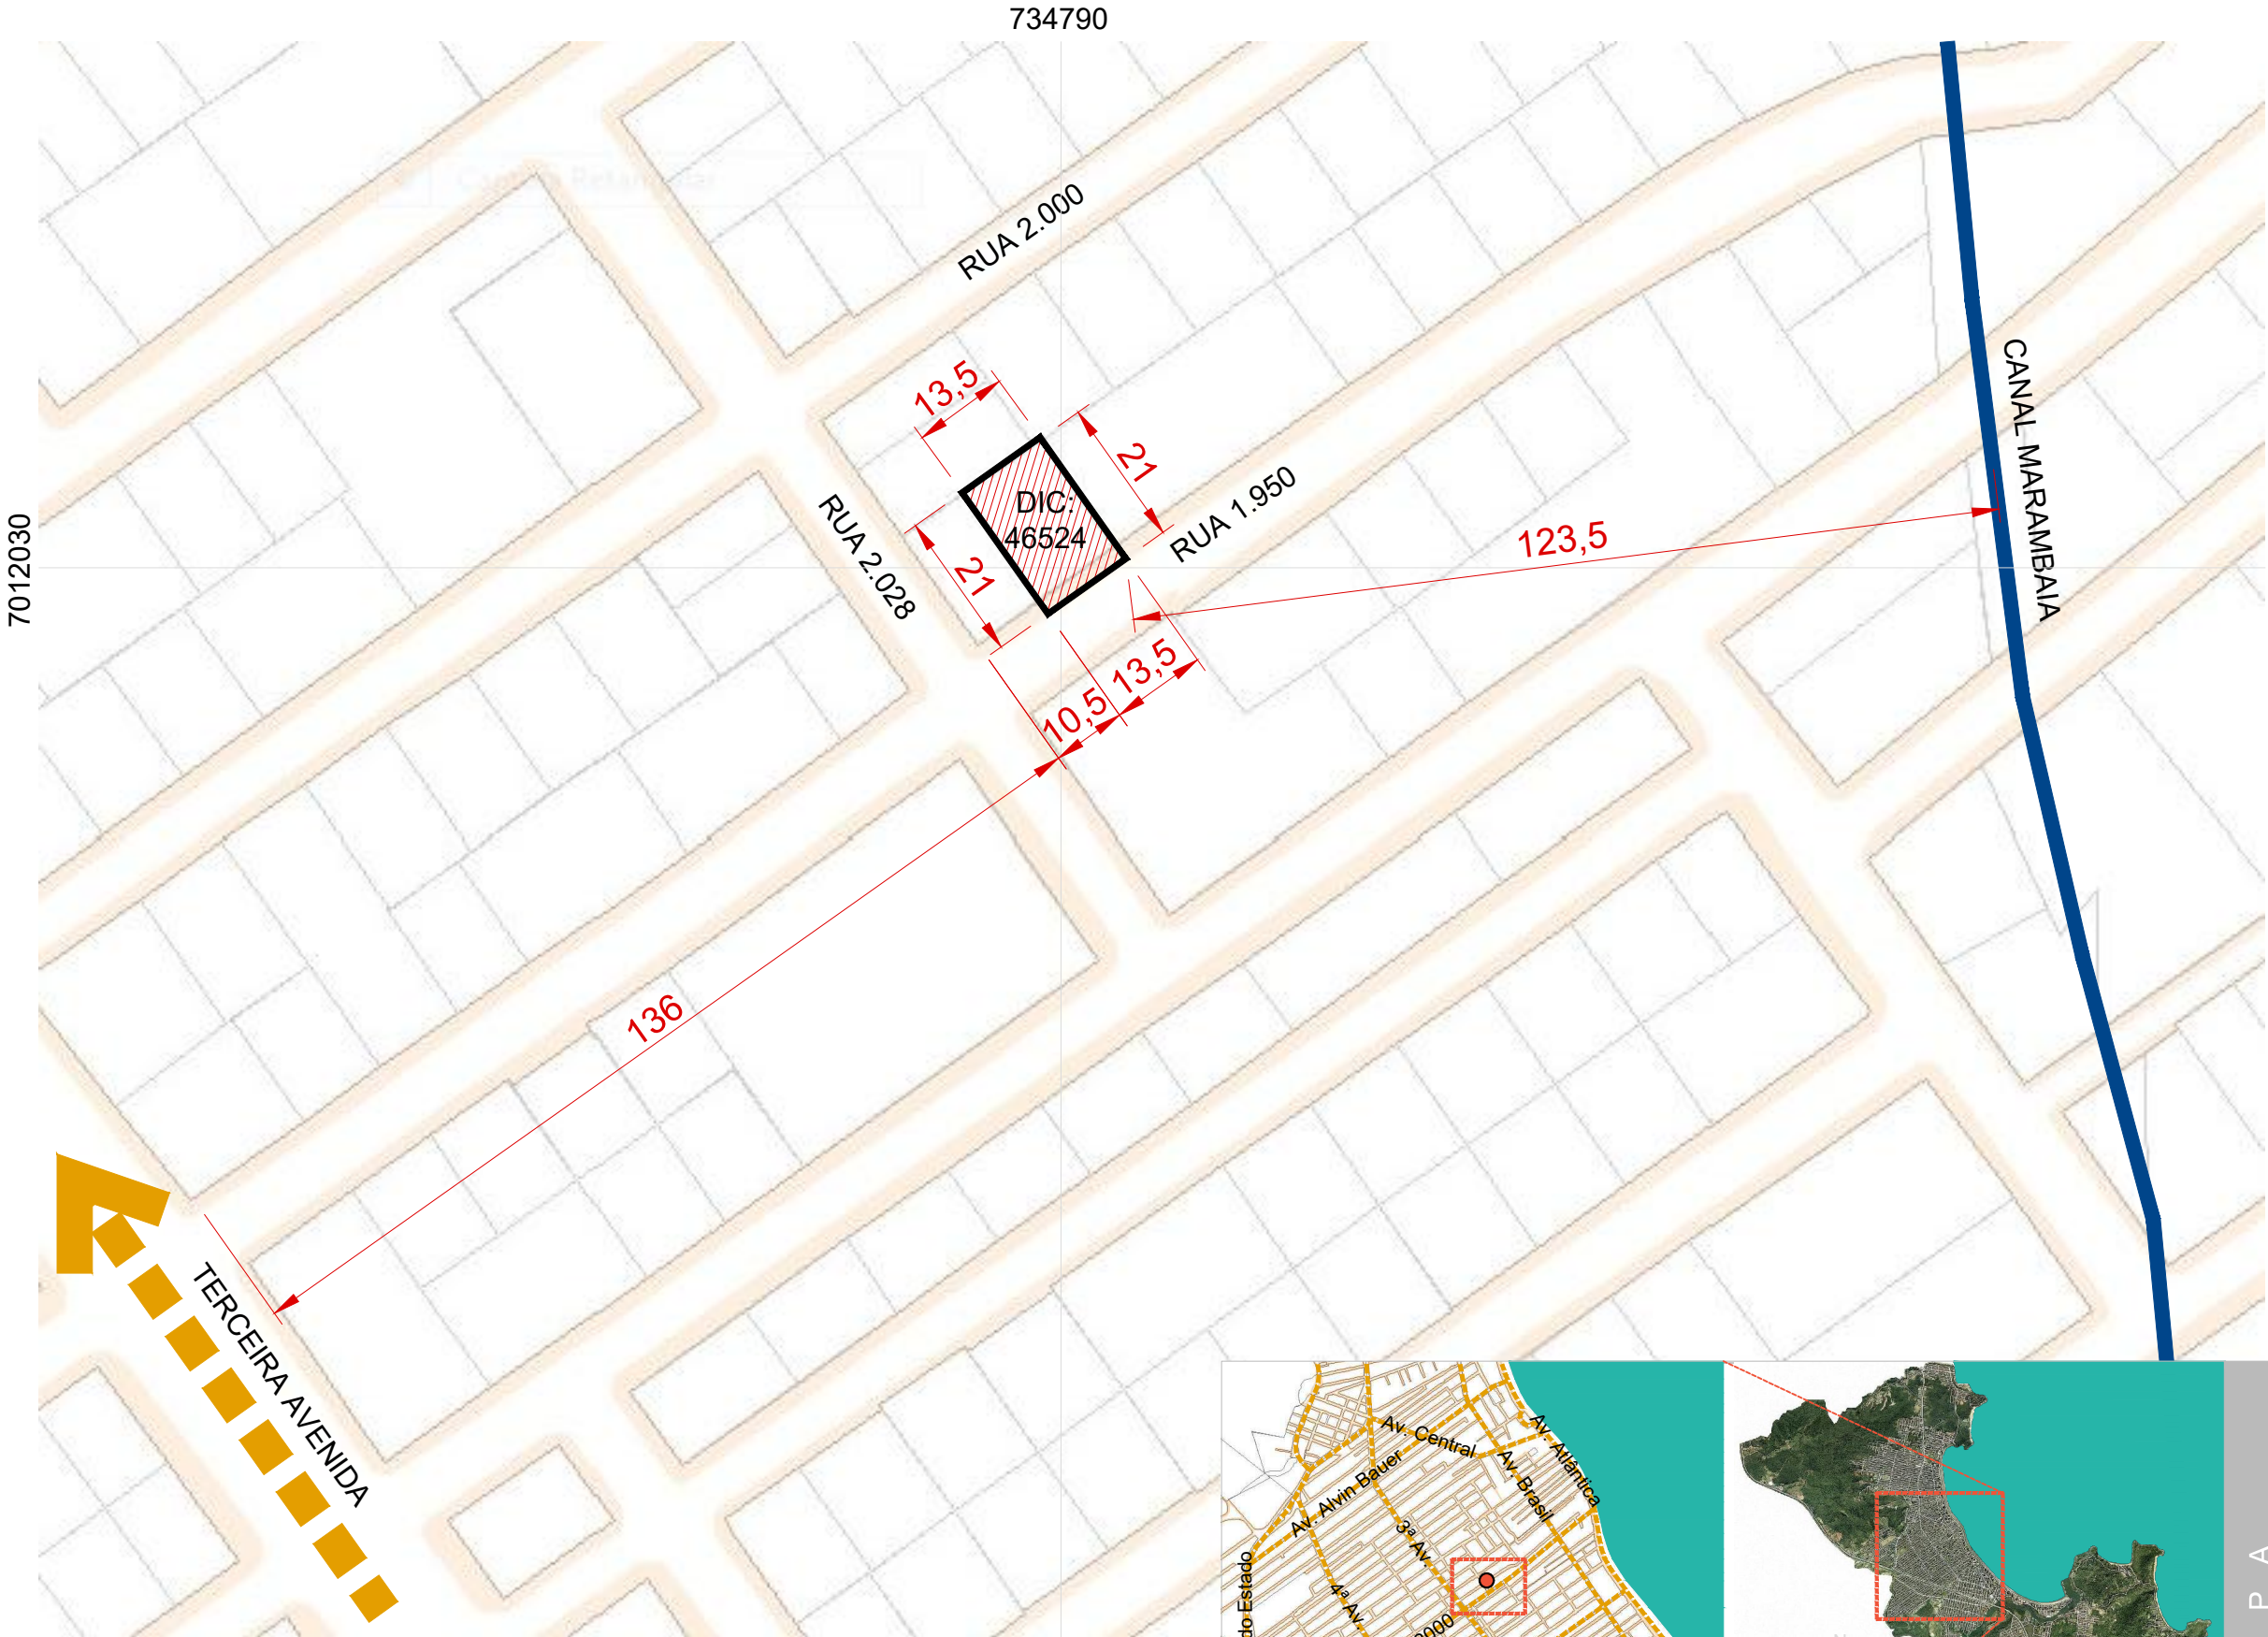 734790
RUA 2.000
13,5
21
DIC:
46524
RUA 1.950
RUA 2.028
21
7012030
123,5
CANAL MARAMBAIA
13,5
10,5
136
TERCEIRA AVENIDA
Av. Central
Av. Atlântica
Av. Alvin Bauer
Av. Brasil
3ª Av.
4ª Av.
do Estado
P A